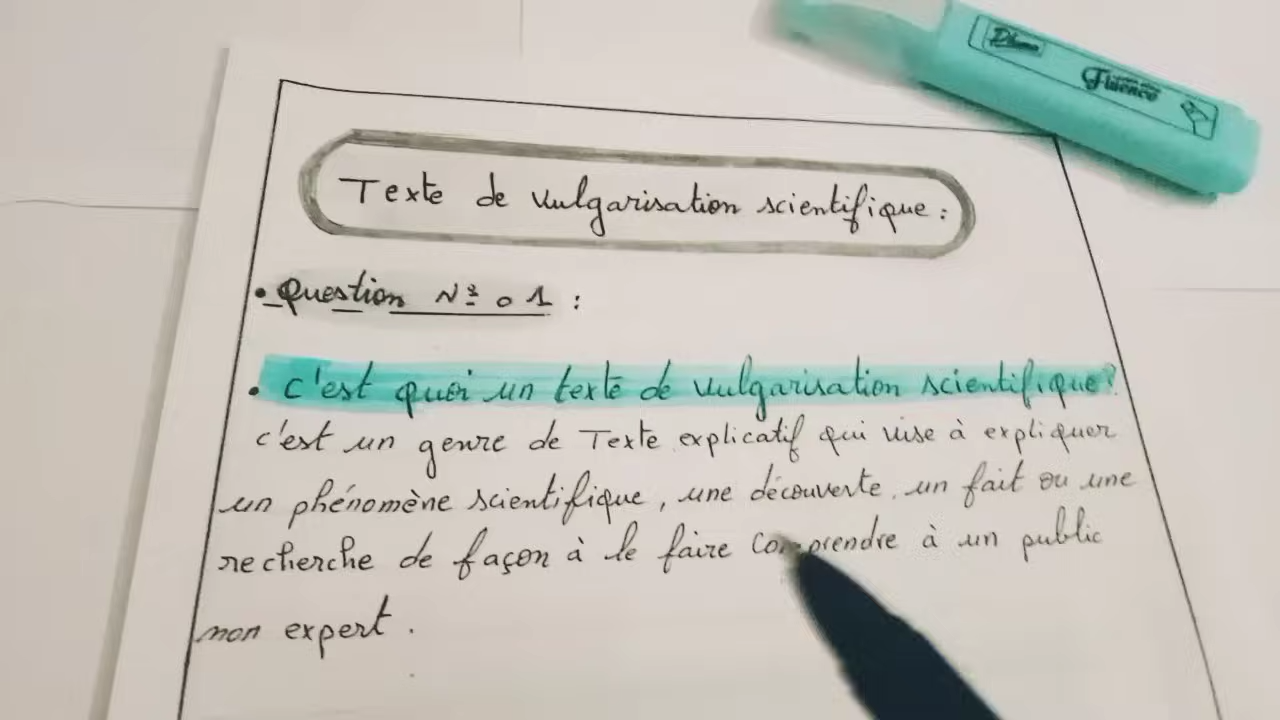 Fluence
Texte de vulgarisation scientifique :
• Question N° 01 :
• c'est quoi un texte de vulgarisation scientifique?
c'est un genre de Texte explicatif qui vise à expliquer
un phénomène scientifique, une découverte, un fait ou une
recherche de façon à le faire comprendre à un public
non expert.